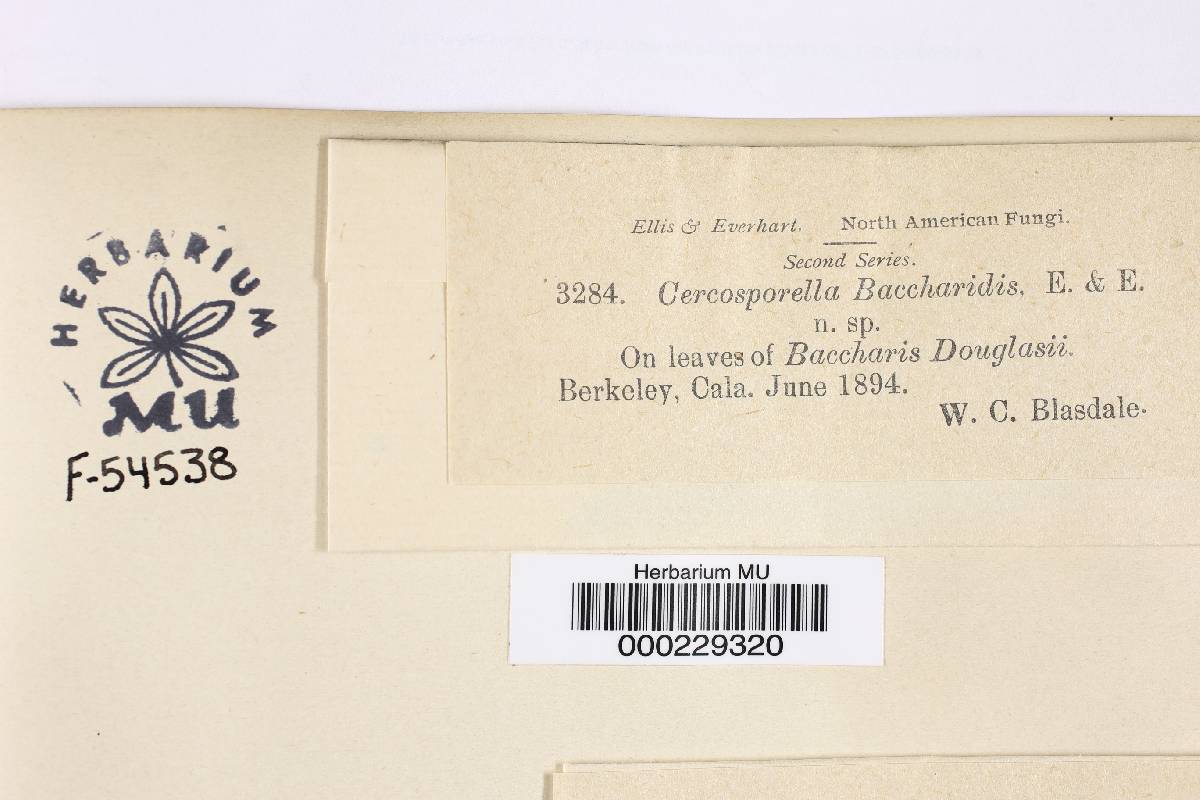 Ellis & Everhart. North American Fungi.
Second Series.
3284. Cercosporella Baccharidis, E. & E.
n. sp.
On leaves of Baccharis Douglasii.
Berkeley, Cala. June 1894.
W. C. Blasdale.
HERBARIUM
MU
F-54538
Herbarium MU
000229320